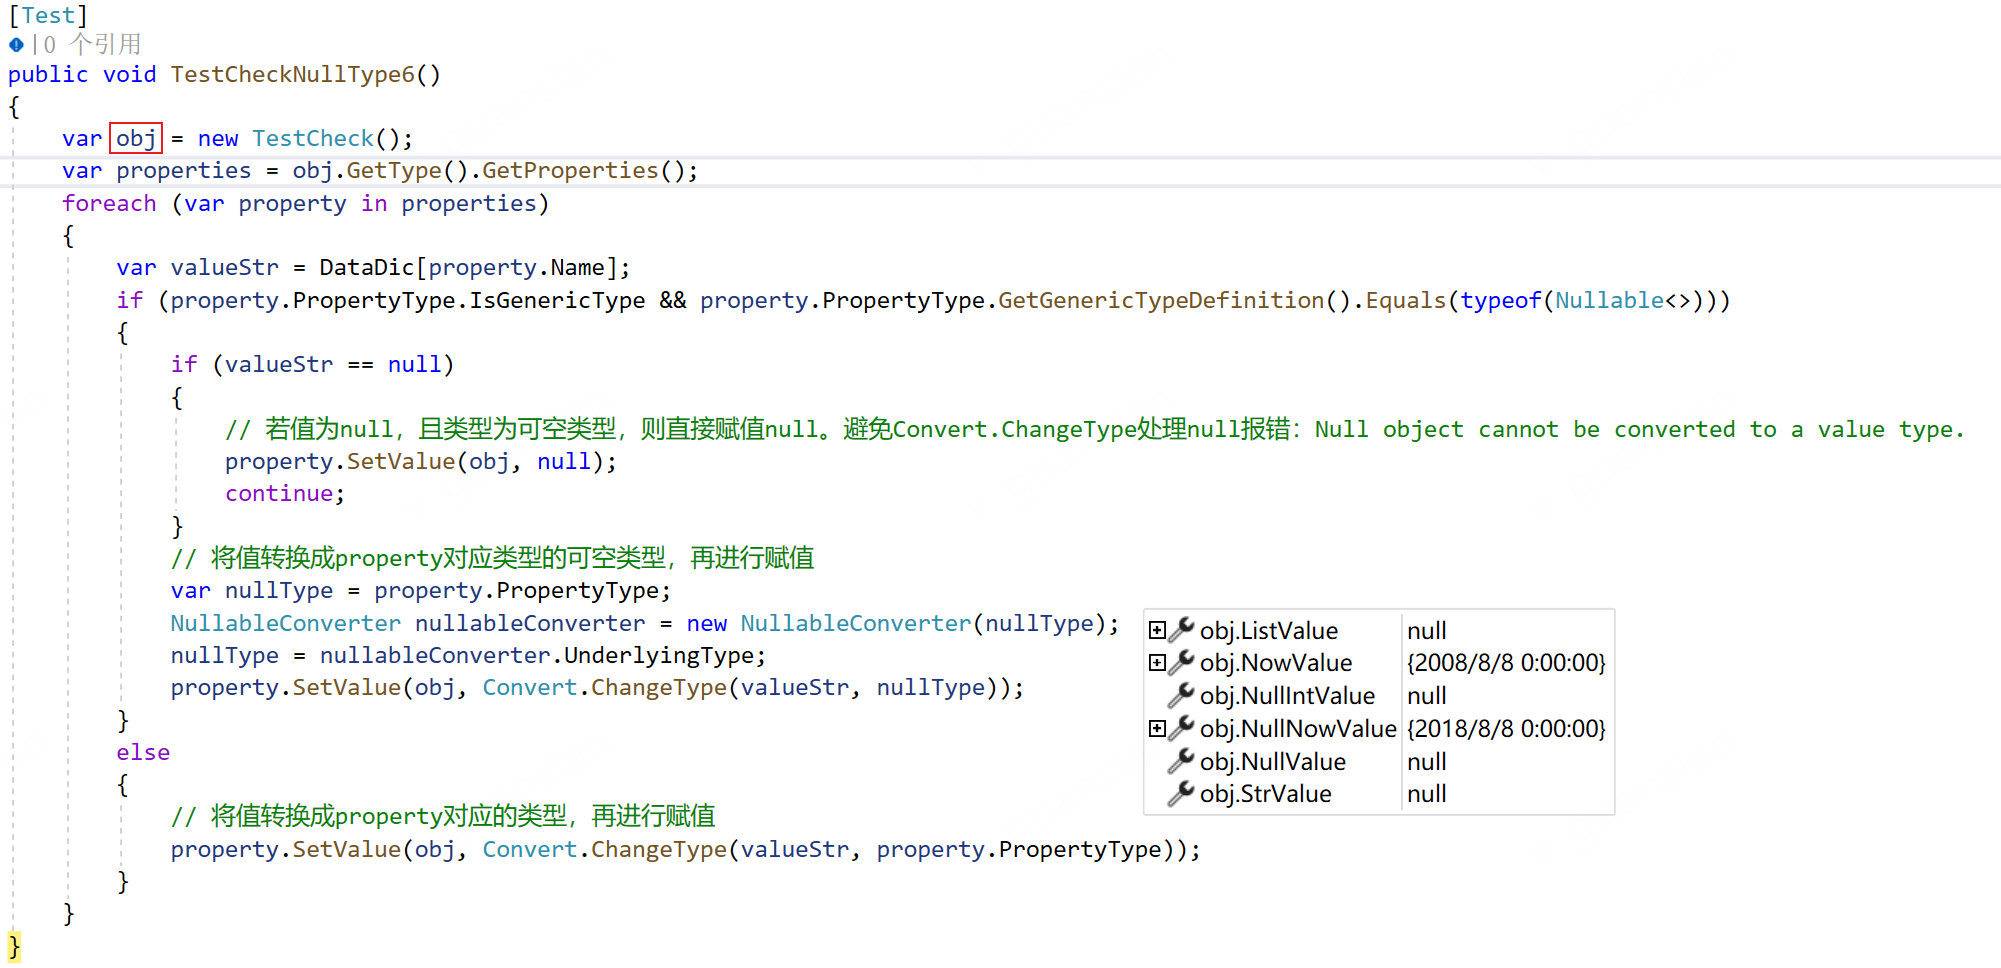 [Test]
|0 个引用
public void TestCheckNullType6()
{
var obj = new TestCheck();
var properties = obj.GetType().GetProperties();
foreach (var property in properties)
{
var valueStr = DataDic[property.Name];
if (property.PropertyType.IsGenericType && property.PropertyType.GetGenericTypeDefinition().Equals(typeof(Nullable<>)))
{
if (valueStr == null)
{
// 若值为null，且类型为可空类型，则直接赋值null。避免Convert.ChangeType处理null报错：Null object cannot be converted to a value type.
property.SetValue(obj, null);
continue;
}
// 将值转换成property对应类型的可空类型，再进行赋值
var nullType = property.PropertyType;
NullableConverter nullableConverter = new NullableConverter(nullType);
nullType = nullableConverter.UnderlyingType;
property.SetValue(obj, Convert.ChangeType(valueStr, nullType));
}
else
{
// 将值转换成property对应的类型，再进行赋值
property.SetValue(obj, Convert.ChangeType(valueStr, property.PropertyType));
}
}
}
obj.ListValue null
obj.NowValue {2008/8/8 0:00:00}
obj.NullIntValue null
obj.NullNowValue {2018/8/8 0:00:00}
obj.NullValue null
obj.StrValue null